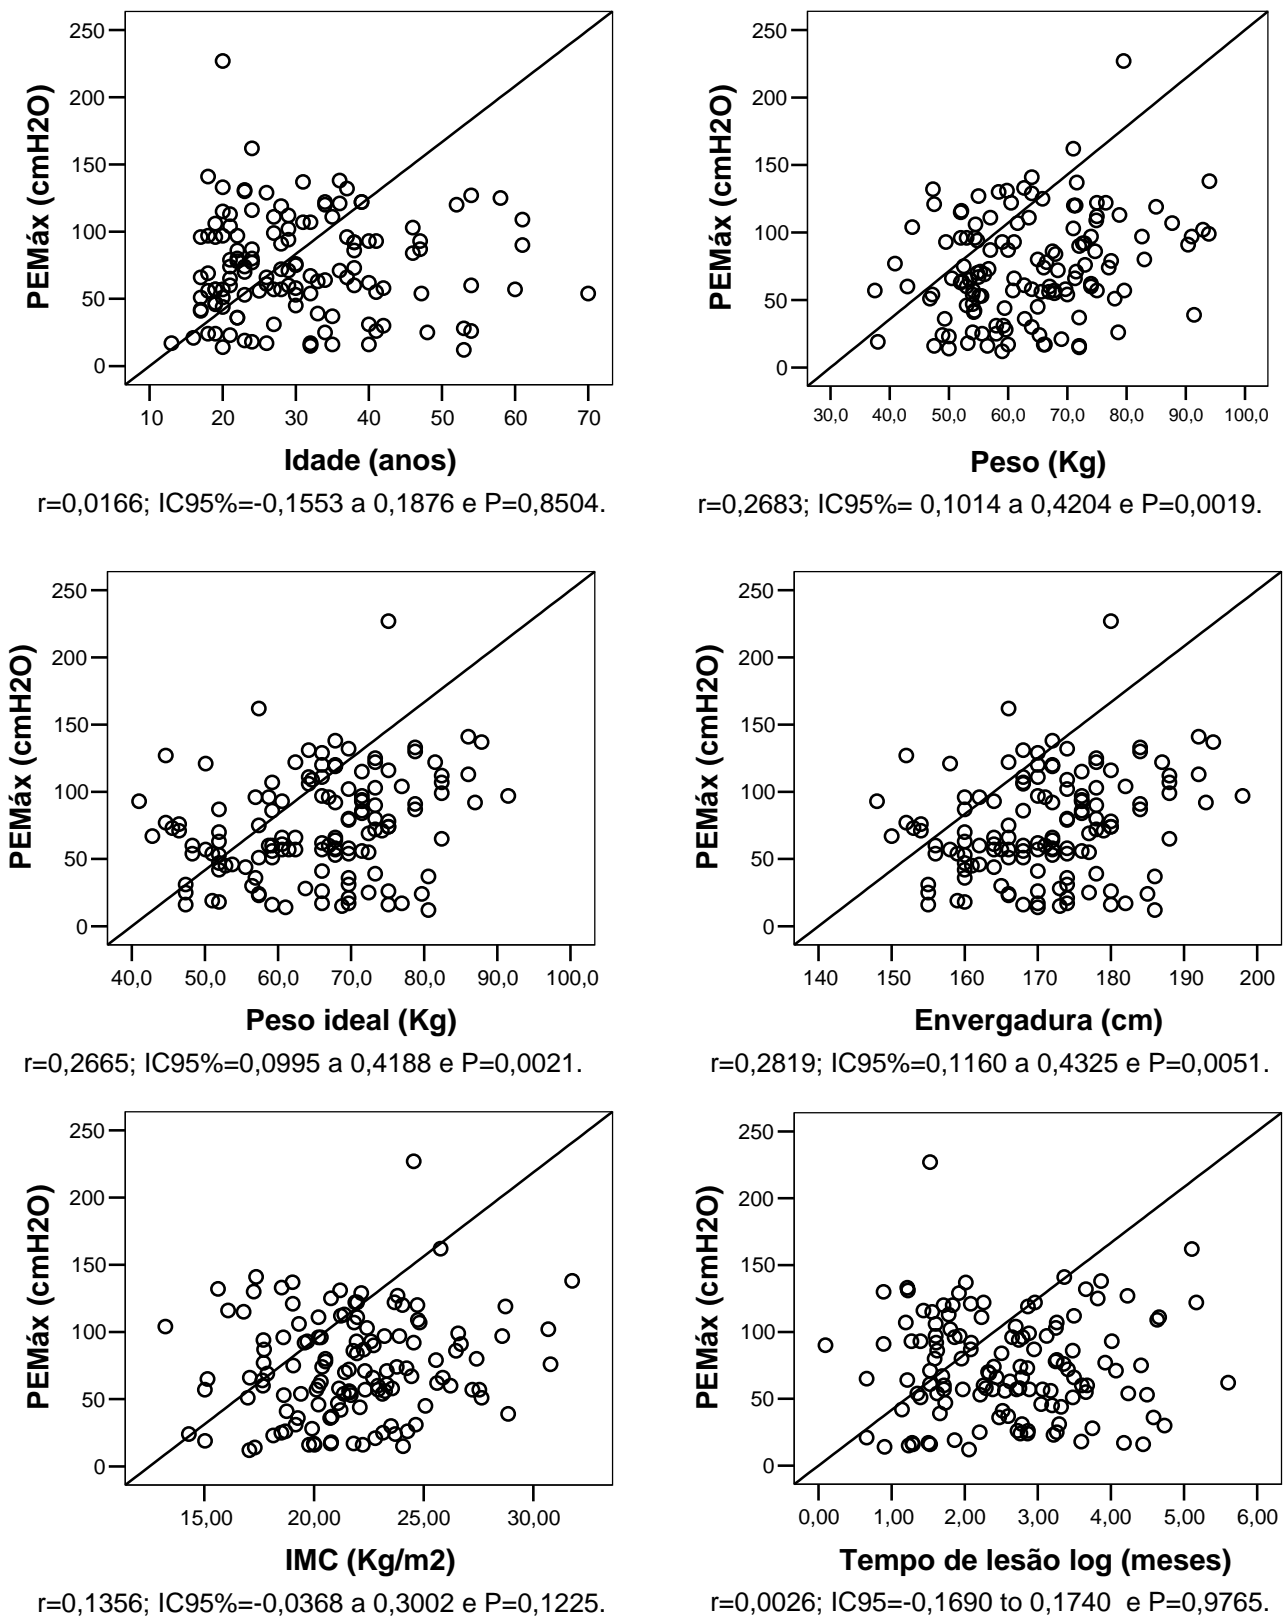 250
200
150
100
50
0
PEMáx (cmH2O)
10 20 30 40 50 60 70
Idade (anos)
r=0,0166; IC95%=-0,1553 a 0,1876 e P=0,8504.
250
200
150
100
50
0
PEMáx (cmH2O)
30,0 40,0 50,0 60,0 70,0 80,0 90,0 100,0
Peso (Kg)
r=0,2683; IC95%= 0,1014 a 0,4204 e P=0,0019.
250
200
150
100
50
0
PEMáx (cmH2O)
40,0 50,0 60,0 70,0 80,0 90,0 100,0
Peso ideal (Kg)
r=0,2665; IC95%=0,0995 a 0,4188 e P=0,0021.
250
200
150
100
50
0
PEMáx (cmH2O)
140 150 160 170 180 190 200
Envergadura (cm)
r=0,2819; IC95%=0,1160 a 0,4325 e P=0,0051.
250
200
150
100
50
0
PEMáx (cmH2O)
15,00 20,00 25,00 30,00
IMC (Kg/m2)
r=0,1356; IC95%=-0,0368 a 0,3002 e P=0,1225.
250
200
150
100
50
0
PEMáx (cmH2O)
0,00 1,00 2,00 3,00 4,00 5,00 6,00
Tempo de lesão log (meses)
r=0,0026; IC95=-0,1690 to 0,1740 e P=0,9765.